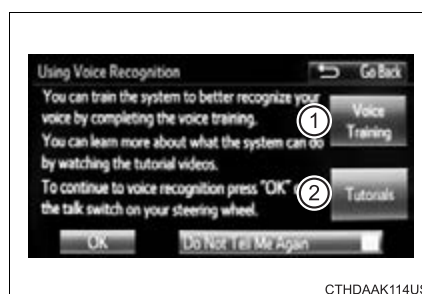 Using Voice Recognition
Go Back
You can train the system to better recognize your
voice by completing the voice training.
1
Voice
Training
You can learn more about what the system can do
by watching the tutorial videos.
To continue to voice recognition press "OK"
2
Tutorials
the talk switch on your steering wheel.
OK
Do Not Tell Me Again
CTHDAAK114US